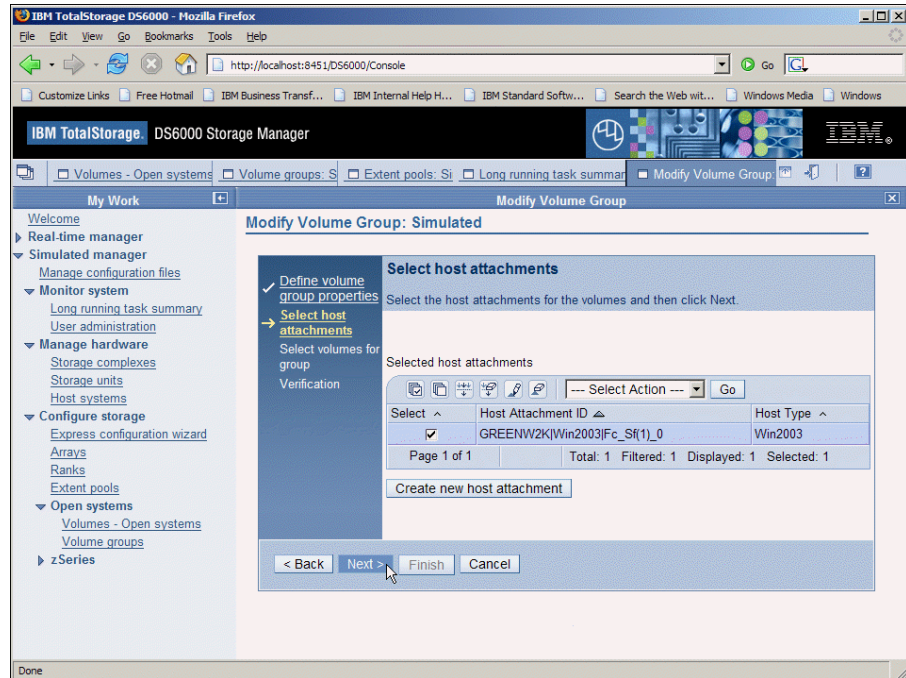 IBM TotalStorage DS6000 - Mozilla Firefox
File Edit View Go Bookmarks Tools Help
http://localhost:8451/DS6000/Console
Go
Customize Links Free Hotmail IBM Business Transf... IBM Internal Help H... IBM Standard Softw... Search the Web wit... Windows Media Windows
IBM TotalStorage. DS6000 Storage Manager
IBM
Volumes - Open systems Volume groups: S Extent pools: Si Long running task summar Modify Volume Group:
My Work
Modify Volume Group
Welcome
Real-time manager
Simulated manager
Manage configuration files
Monitor system
Long running task summary
User administration
Manage hardware
Storage complexes
Storage units
Host systems
Configure storage
Express configuration wizard
Arrays
Ranks
Extent pools
Open systems
Volumes - Open systems
Volume groups
zSeries
Modify Volume Group: Simulated
Define volume
group properties
Select host
attachments
Select volumes for
group
Verification
Select host attachments
Select the host attachments for the volumes and then click Next.
Selected host attachments
--- Select Action --- Go
Select Host Attachment ID Host Type
GREENW2K|Win2003|Fc_Sf(1)_0 Win2003
Page 1 of 1 Total: 1 Filtered: 1 Displayed: 1 Selected: 1
Create new host attachment
< Back Next > Finish Cancel
Done